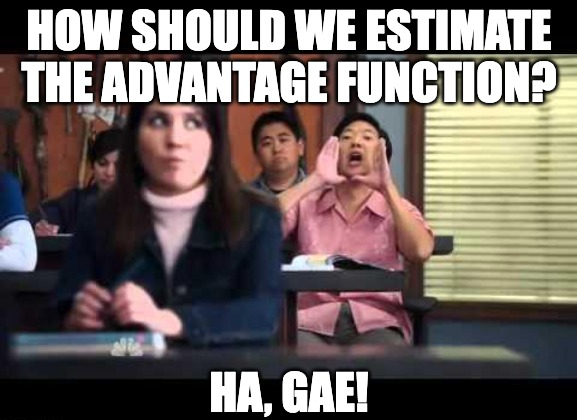 HOW SHOULD WE ESTIMATE
THE ADVANTAGE FUNCTION?
HA, GAE!